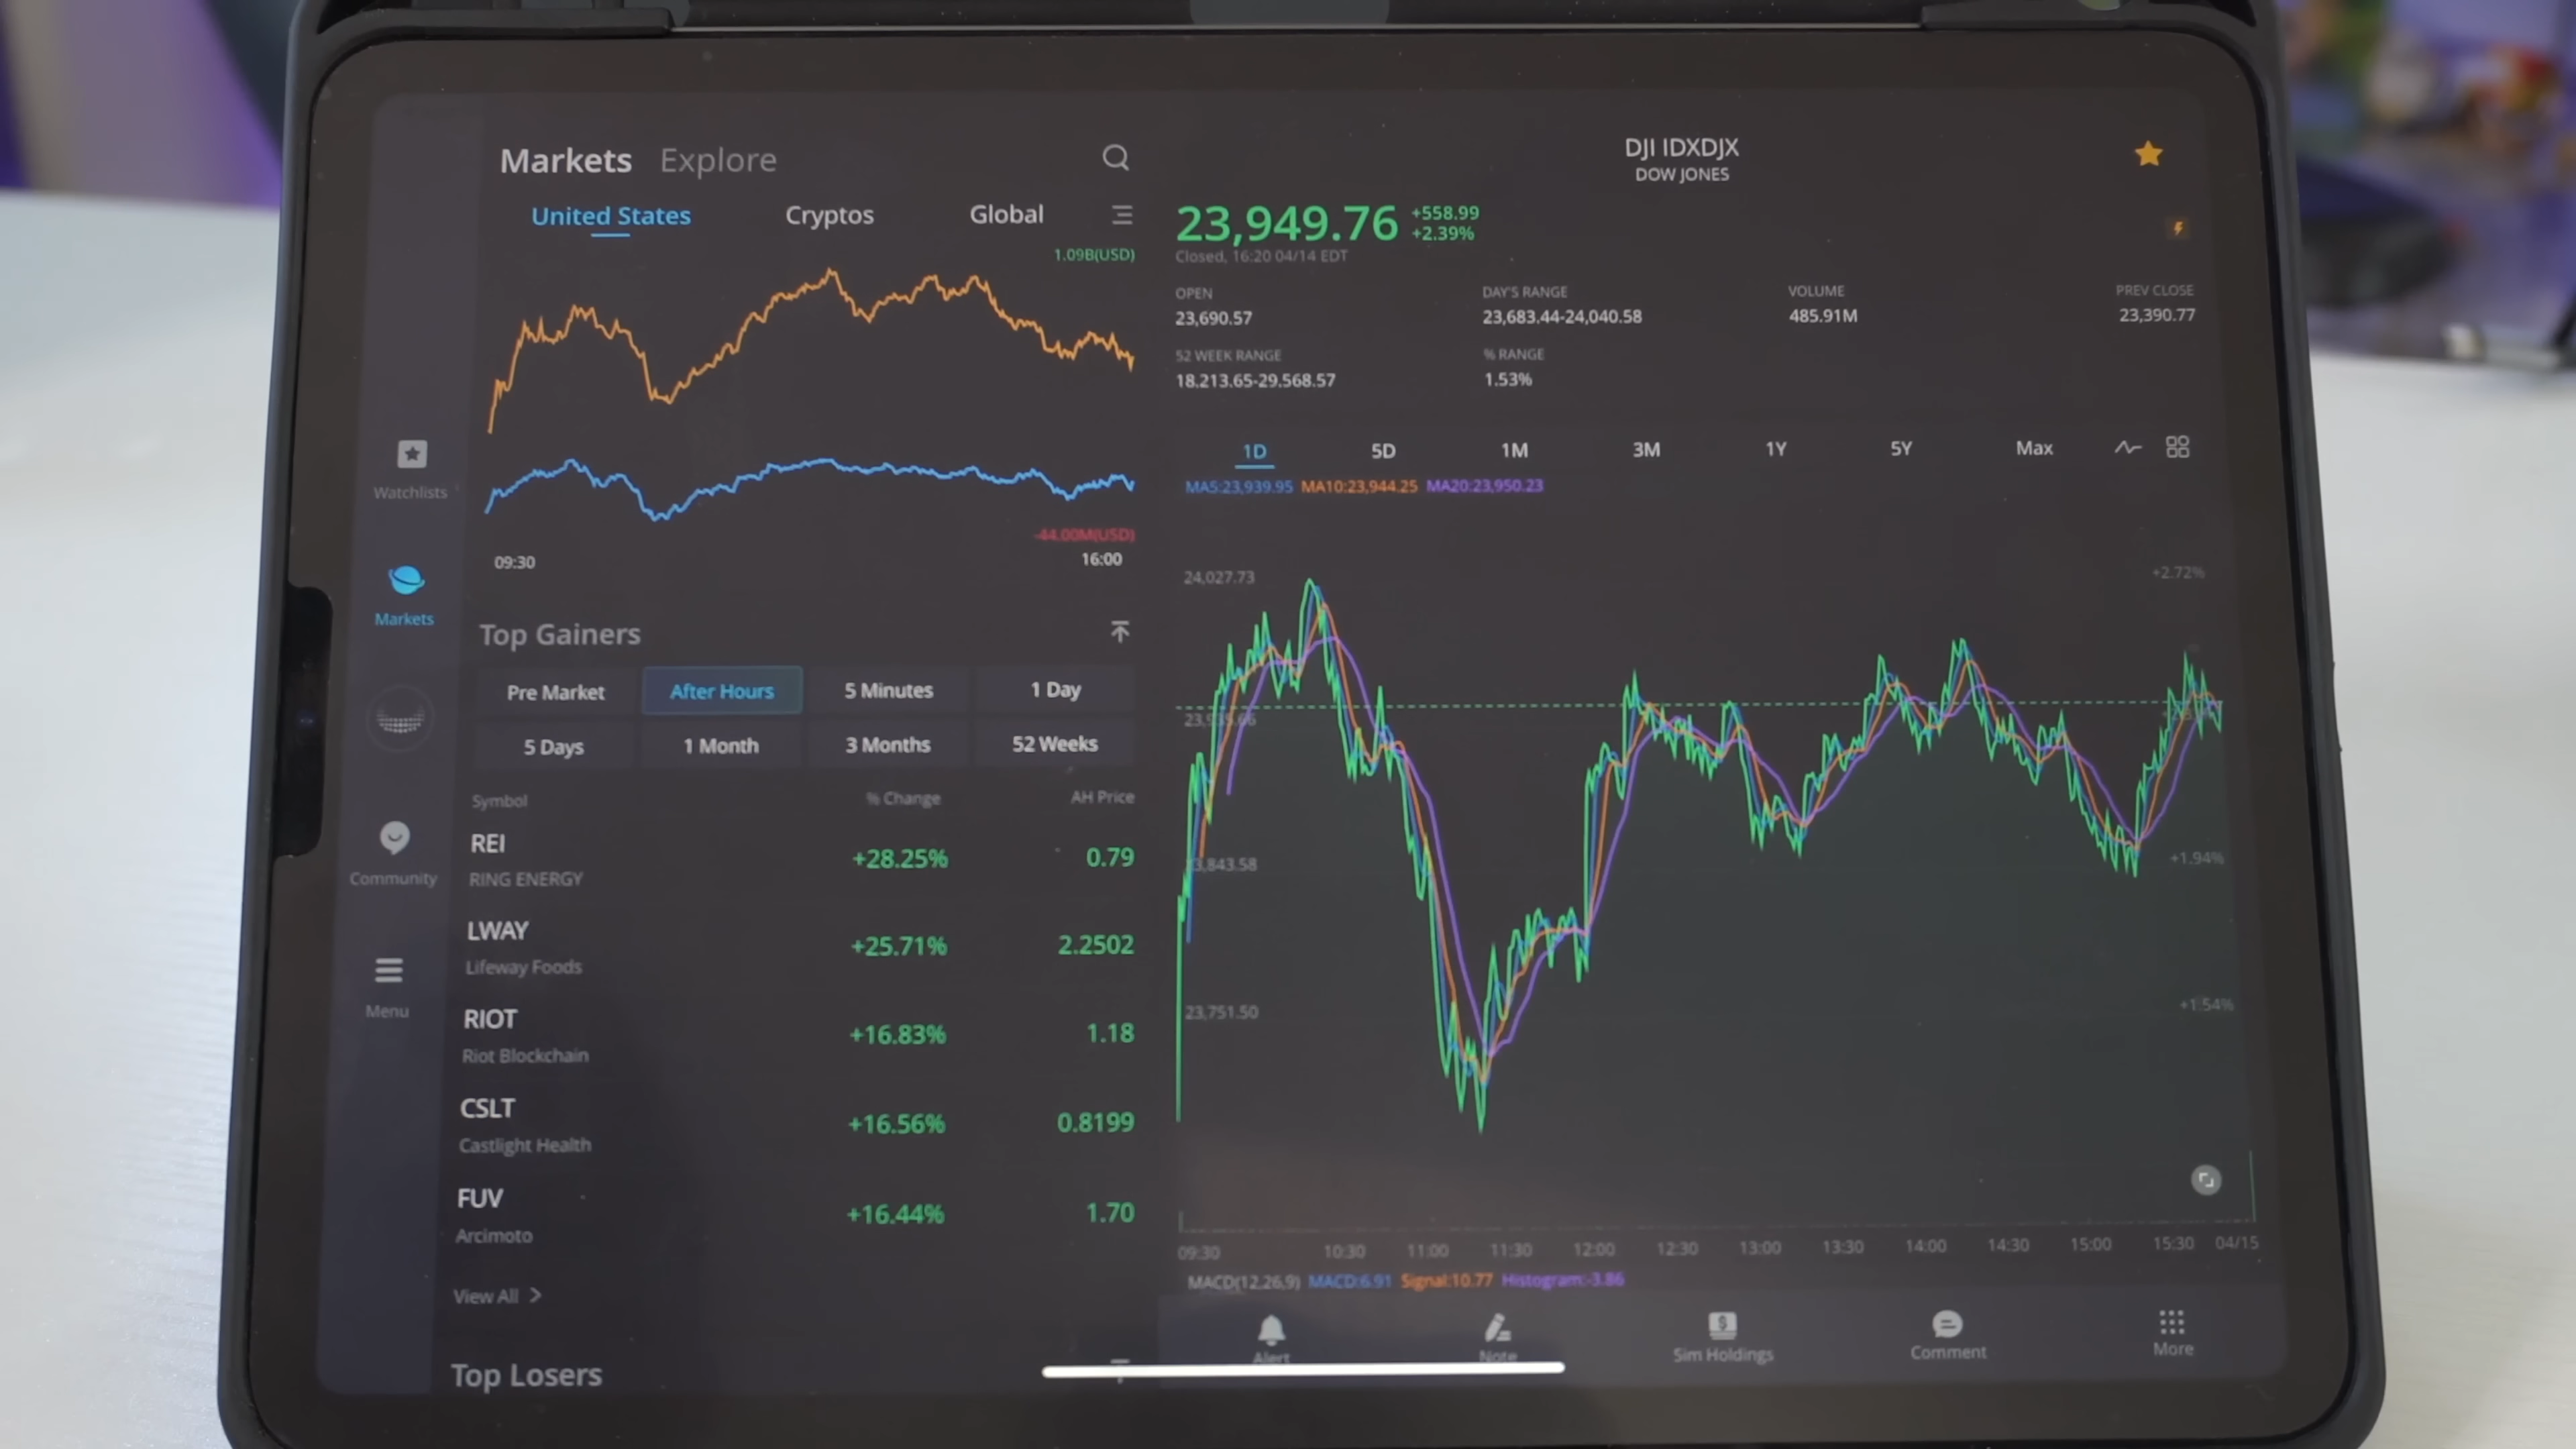 Markets Explore
United States Cryptos Global
1.09B(USD)
-44.00M(USD)
09:30 16:00
Watchlists
Markets
Community
Menu
Top Gainers
Pre Market After Hours 5 Minutes 1 Day
5 Days 1 Month 3 Months 52 Weeks
Symbol % Change AH Price
REI +28.25% 0.79
RING ENERGY
LWAY +25.71% 2.2502
Lifeway Foods
RIOT +16.83% 1.18
Riot Blockchain
CSLT +16.56% 0.8199
Castlight Health
FUV +16.44% 1.70
Arcimoto
View All >
Top Losers
DJI IDXDJX
DOW JONES
23,949.76 +558.99
+2.39%
Closed, 16:20 04/14 EDT
OPEN DAY'S RANGE VOLUME PREV CLOSE
23,690.57 23,683.44-24,040.58 485.91M 23,390.77
52 WEEK RANGE % RANGE
18,213.65-29,568.57 1.53%
1D 5D 1M 3M 1Y 5Y Max
MA5:23,939.95 MA10:23,944.25 MA20:23,950.23
24,027.73 +2.72%
+1.94%
23,751.50 +1.54%
09:30 10:30 11:00 11:30 12:00 12:30 13:00 13:30 14:00 14:30 15:00 15:30 04/15
MACD(12,26,9) MACD:6.91 Signal:10.77 Histogram:-3.86
Alert Note Sim Holdings Comment More